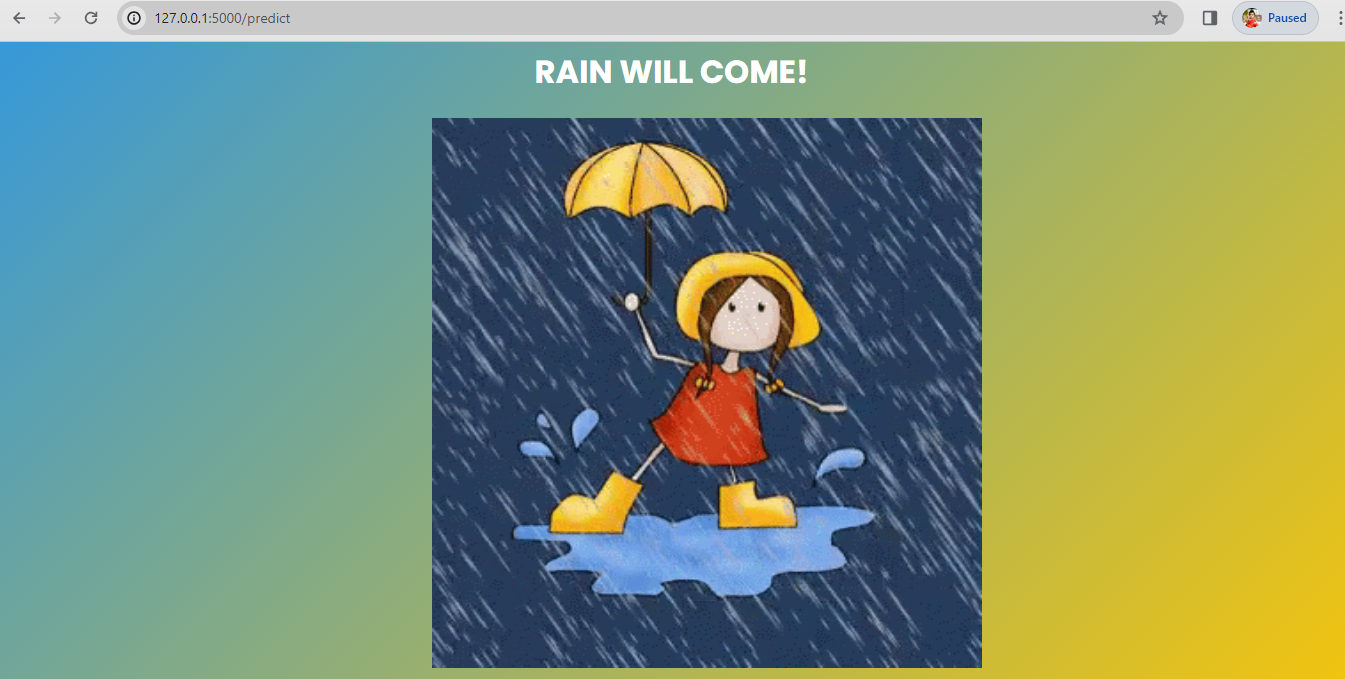 127.0.0.1:5000/predict
Paused
RAIN WILL COME!